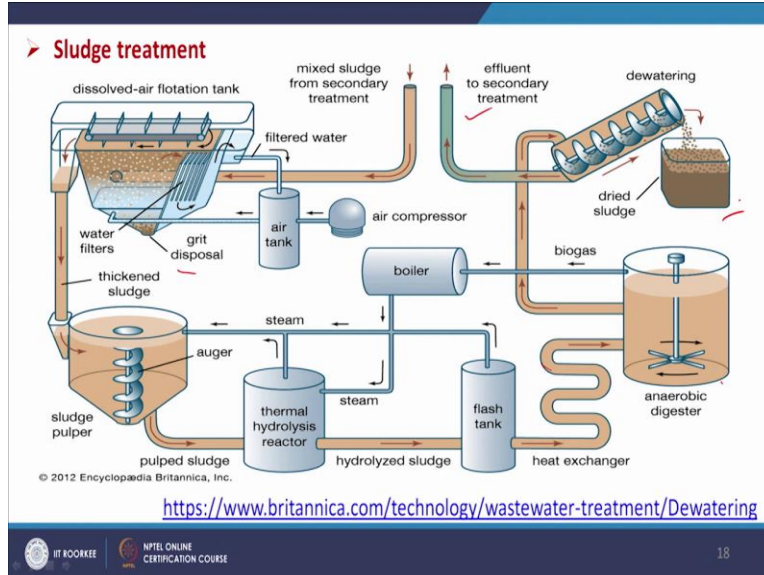 Sludge treatment
dissolved-air flotation tank
mixed sludge
from secondary
treatment
effluent
to secondary
treatment
dewatering
filtered water
dried
sludge
air
tank
air compressor
water
filters
grit
disposal
thickened
sludge
boiler
biogas
steam
auger
steam
sludge
pulper
thermal
hydrolysis
reactor
flash
tank
anaerobic
digester
pulped sludge
hydrolyzed sludge
heat exchanger
© 2012 Encyclopædia Britannica, Inc.
https://www.britannica.com/technology/wastewater-treatment/Dewatering
IIT ROORKEE
NPTEL ONLINE
CERTIFICATION COURSE
18